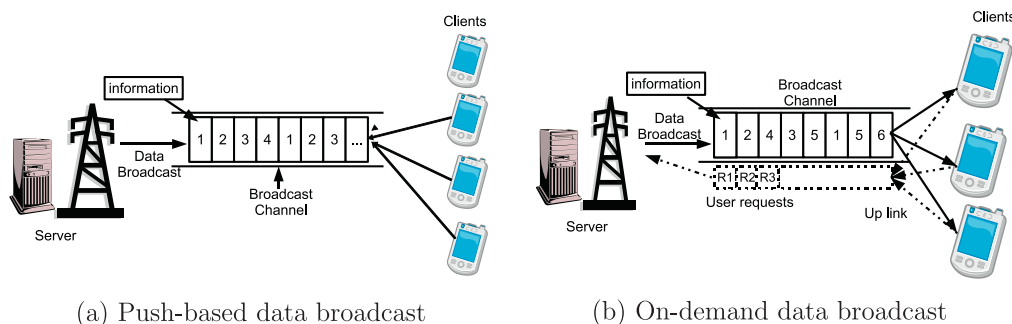 Clients
information
1 2 3 4 1 2 3 ...
Data
Broadcast
Broadcast
Channel
Server
(a) Push-based data broadcast
Clients
Broadcast
Channel
information
Data
Broadcast
1 2 4 3 5 1 5 6
R1 R2 R3
User requests
Up link
Server
(b) On-demand data broadcast